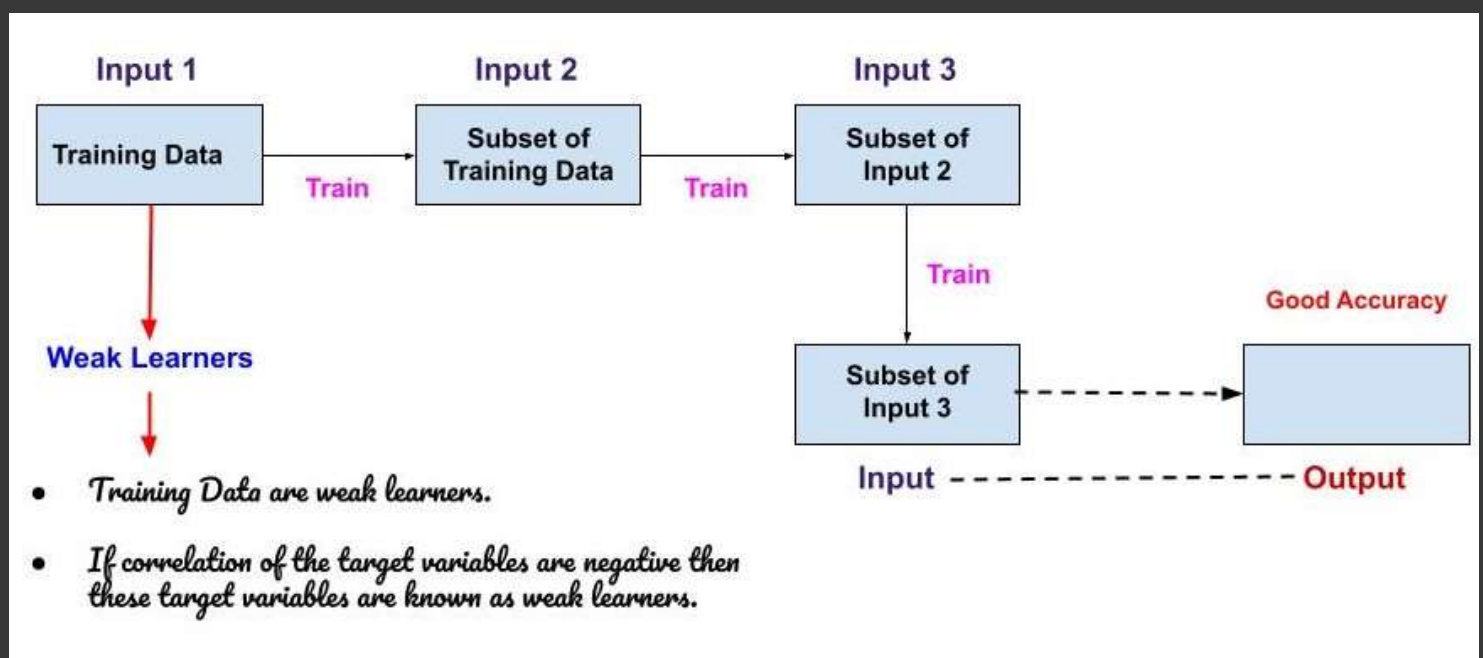 Input 1
Input 2
Input 3
Training Data
Subset of
Training Data
Subset of
Input 2
Train
Train
Train
Good Accuracy
Weak Learners
Subset of
Input 3
Input
Output
Training Data are weak learners.
If correlation of the target variables are negative then
these target variables are known as weak learners.